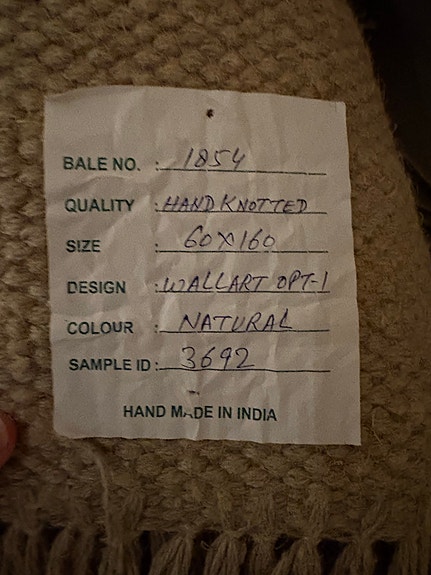 BALE NO. : 1854
QUALITY : HAND KNOTTED
SIZE : 60X160
DESIGN : WALLART OPT-1
COLOUR : NATURAL
SAMPLE ID : 3692
HAND MADE IN INDIA